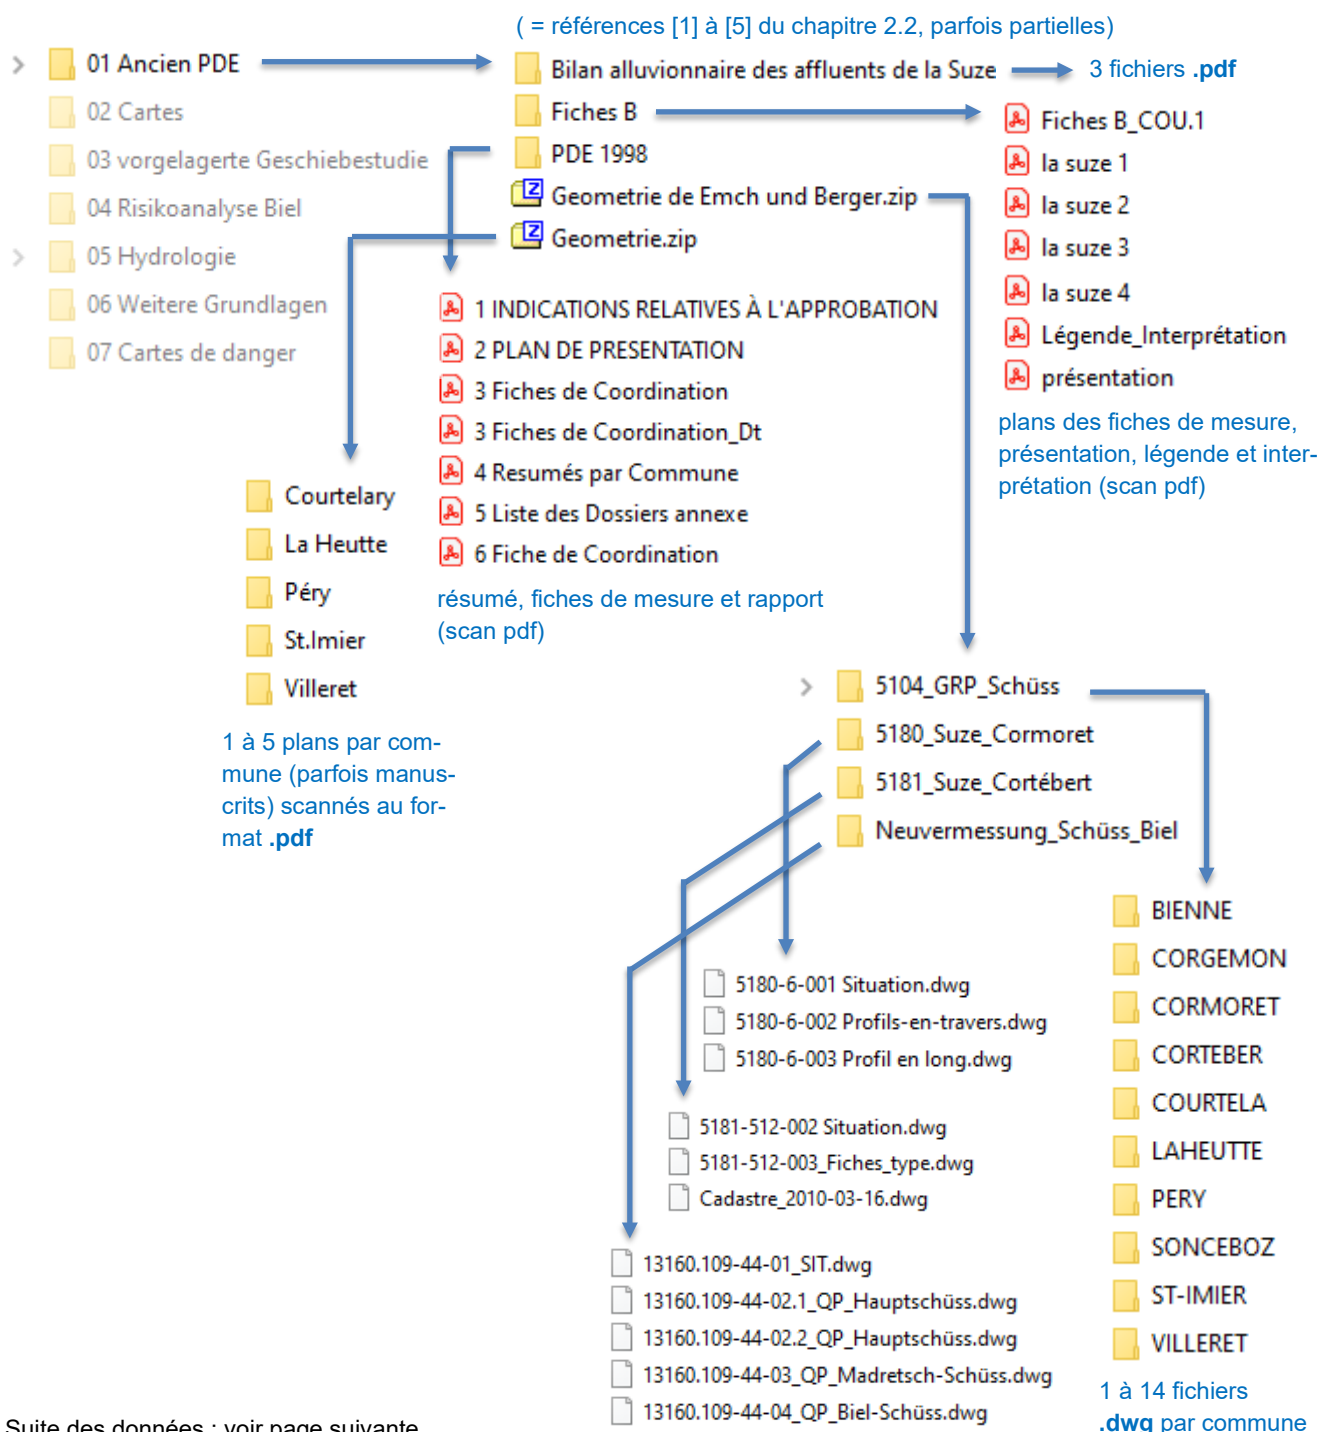 ( = références [1] à [5] du chapitre 2.2, parfois partielles)
01 Ancien PDE
02 Cartes
03 vorgelagerte Geschiebestudie
04 Risikoanalyse Biel
05 Hydrologie
06 Weitere Grundlagen
07 Cartes de danger
Bilan alluvionnaire des affluents de la Suze
3 fichiers .pdf
Fiches B
PDE 1998
Geometrie de Emch und Berger.zip
Geometrie.zip
Fiches B_COU.1
la suze 1
la suze 2
la suze 3
la suze 4
Légende_Interprétation
présentation
plans des fiches de mesure,
présentation, légende et inter-
prétation (scan pdf)
1 INDICATIONS RELATIVES À L'APPROBATION
2 PLAN DE PRESENTATION
3 Fiches de Coordination
3 Fiches de Coordination_Dt
4 Resumés par Commune
5 Liste des Dossiers annexe
6 Fiche de Coordination
résumé, fiches de mesure et rapport
(scan pdf)
Courtelary
La Heutte
Péry
St.Imier
Villeret
1 à 5 plans par com-
mune (parfois manus-
crits) scannés au for-
mat .pdf
5104_GRP_Schüss
5180_Suze_Cormoret
5181_Suze_Cortébert
Neuvermessung_Schüss_Biel
5180-6-001 Situation.dwg
5180-6-002 Profils-en-travers.dwg
5180-6-003 Profil en long.dwg
5181-512-002 Situation.dwg
5181-512-003_Fiches_type.dwg
Cadastre_2010-03-16.dwg
13160.109-44-01_SIT.dwg
13160.109-44-02.1_QP_Hauptschüss.dwg
13160.109-44-02.2_QP_Hauptschüss.dwg
13160.109-44-03_QP_Madretsch-Schüss.dwg
13160.109-44-04_QP_Biel-Schüss.dwg
BIENNE
CORGEMON
CORMORET
CORTEBER
COURTELA
LAHEUTTE
PERY
SONCEBOZ
ST-IMIER
VILLERET
1 à 14 fichiers
.dwg par commune
Suite des données : voir page suivante